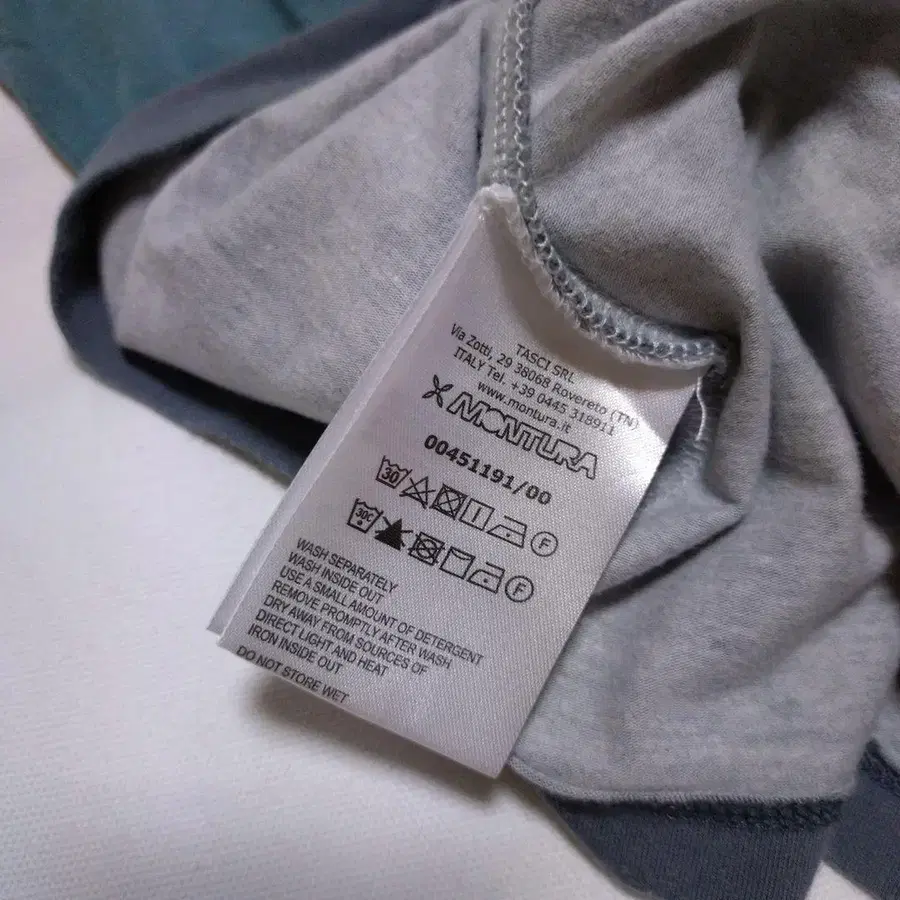 TASCI SRL
Via Zotti, 29 38068 Rovereto (TN)
ITALY Tel. +39 0445 318911
www.montura.it
MONTURA
00451191/00
30 F
30C F
WASH SEPARATELY
WASH INSIDE OUT
USE A SMALL AMOUNT OF DETERGENT
REMOVE PROMPTLY AFTER WASH
DRY AWAY FROM SOURCES OF
DIRECT LIGHT AND HEAT
IRON INSIDE OUT
DO NOT STORE WET